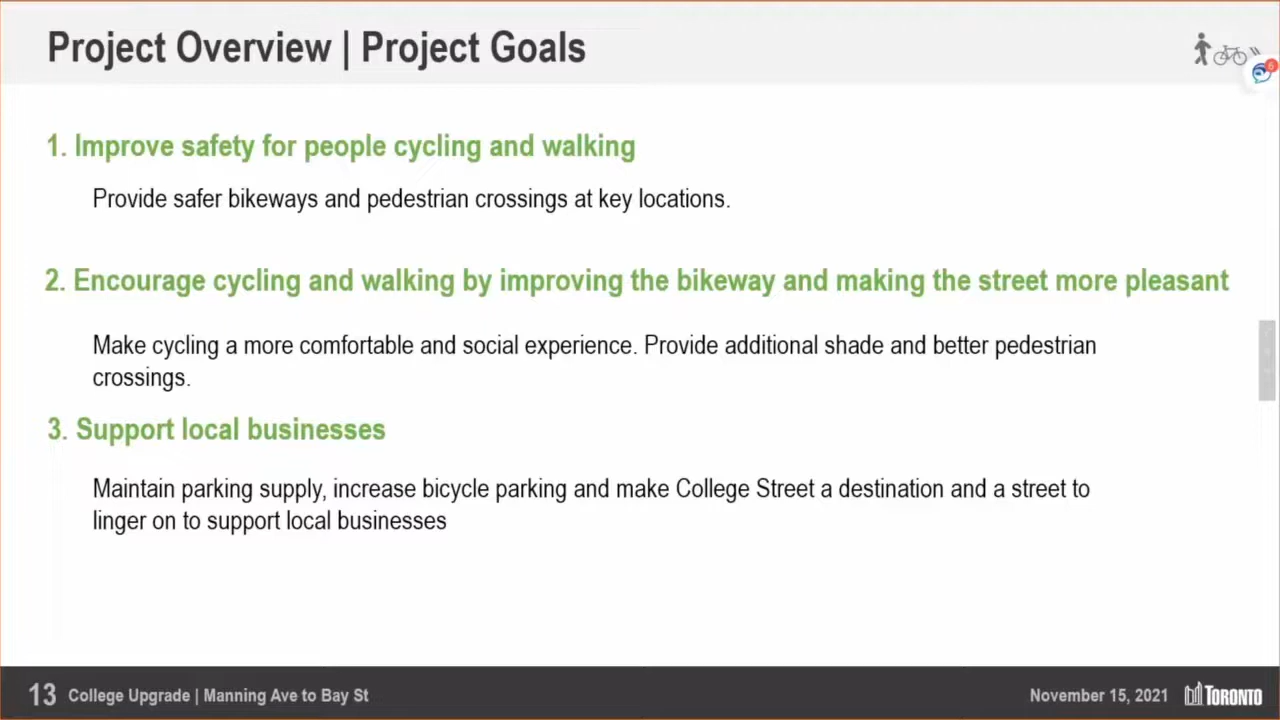 Project Overview | Project Goals
6
1. Improve safety for people cycling and walking
Provide safer bikeways and pedestrian crossings at key locations.
2. Encourage cycling and walking by improving the bikeway and making the street more pleasant
Make cycling a more comfortable and social experience. Provide additional shade and better pedestrian
crossings.
3. Support local businesses
Maintain parking supply, increase bicycle parking and make College Street a destination and a street to
linger on to support local businesses
13 College Upgrade | Manning Ave to Bay St
November 15, 2021 TORONTO